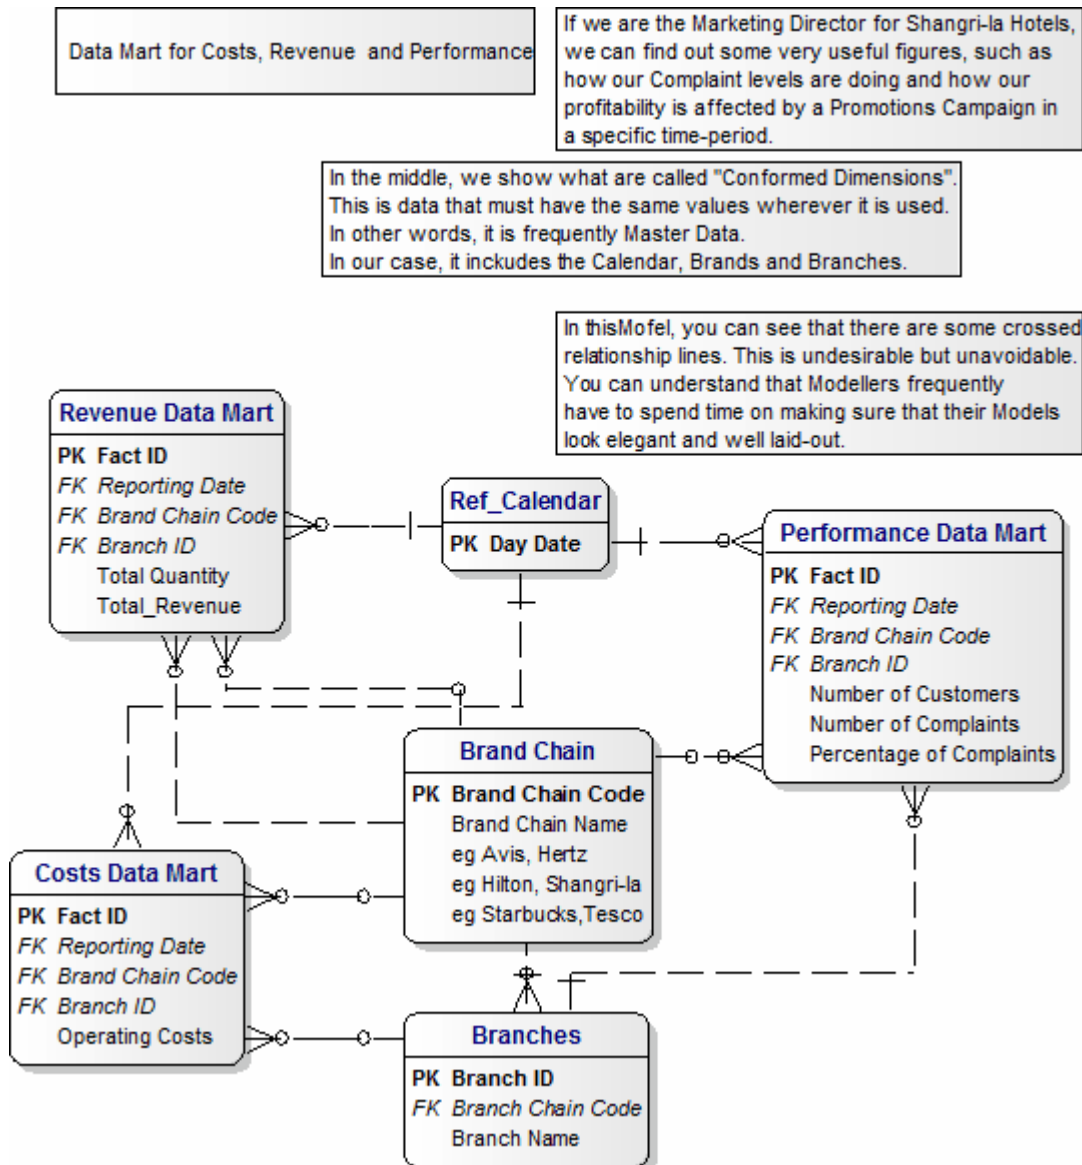 Data Mart for Costs, Revenue and Performance
If we are the Marketing Director for Shangri-la Hotels,
we can find out some very useful figures, such as
how our Complaint levels are doing and how our
profitability is affected by a Promotions Campaign in
a specific time-period.
In the middle, we show what are called "Conformed Dimensions".
This is data that must have the same values wherever it is used.
In other words, it is frequently Master Data.
In our case, it inckudes the Calendar, Brands and Branches.
In thisMofel, you can see that there are some crossed
relationship lines. This is undesirable but unavoidable.
You can understand that Modellers frequently
have to spend time on making sure that their Models
look elegant and well laid-out.
Revenue Data Mart
PK Fact ID
FK Reporting Date
FK Brand Chain Code
FK Branch ID
Total Quantity
Total_Revenue
Ref_Calendar
PK Day Date
Performance Data Mart
PK Fact ID
FK Reporting Date
FK Brand Chain Code
FK Branch ID
Number of Customers
Number of Complaints
Percentage of Complaints
Brand Chain
PK Brand Chain Code
Brand Chain Name
eg Avis, Hertz
eg Hilton, Shangri-la
eg Starbucks,Tesco
Costs Data Mart
PK Fact ID
FK Reporting Date
FK Brand Chain Code
FK Branch ID
Operating Costs
Branches
PK Branch ID
FK Branch Chain Code
Branch Name